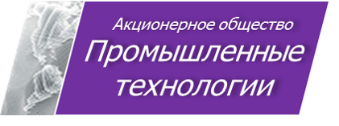 Акционерное общество
Промышленные
технологии